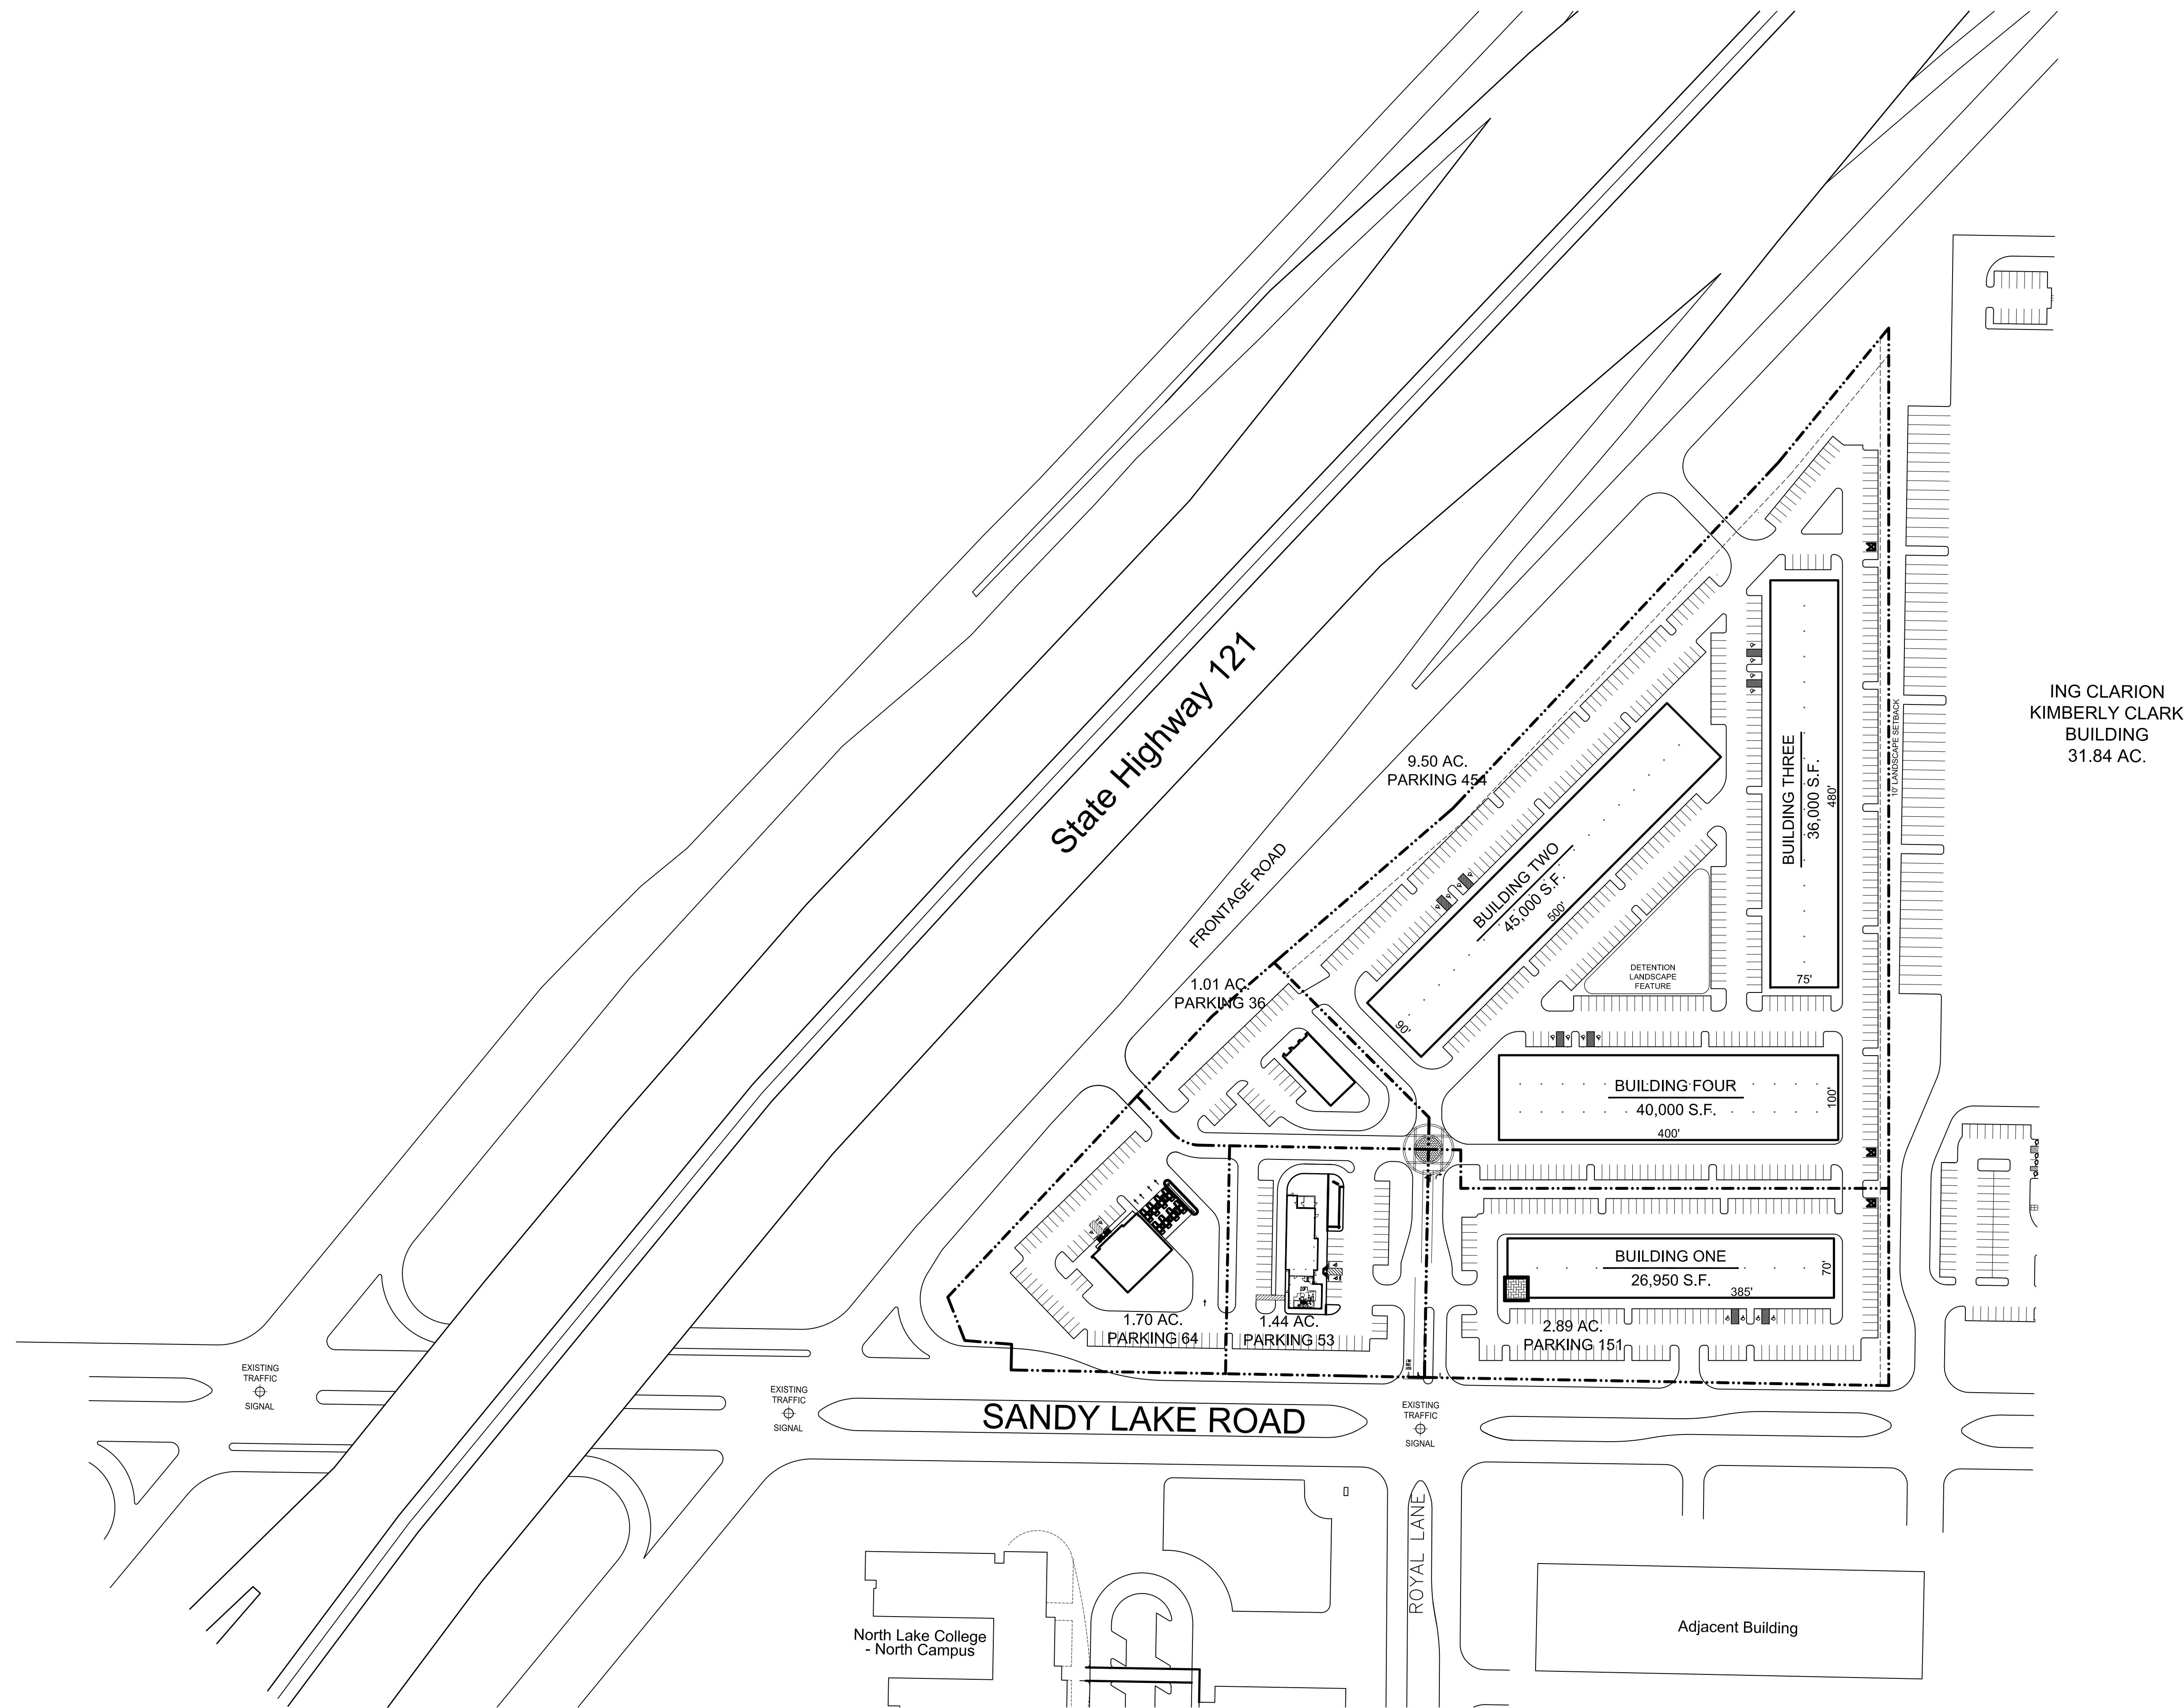 State Highway 121
FRONTAGE ROAD
9.50 AC.
PARKING 454
1.01 AC.
PARKING 36
BUILDING TWO
45,000 S.F.
500'
90'
BUILDING THREE
36,000 S.F.
480'
75'
10' LANDSCAPE SETBACK
ING CLARION
KIMBERLY CLARK
BUILDING
31.84 AC.
DETENTION
LANDSCAPE
FEATURE
BUILDING FOUR
40,000 S.F.
400'
100'
BUILDING ONE
26,950 S.F.
385'
70'
1.70 AC.
PARKING 64
1.44 AC.
PARKING 53
2.89 AC.
PARKING 151
EXISTING
TRAFFIC
SIGNAL
EXISTING
TRAFFIC
SIGNAL
EXISTING
TRAFFIC
SIGNAL
SANDY LAKE ROAD
ROYAL LANE
North Lake College
- North Campus
Adjacent Building